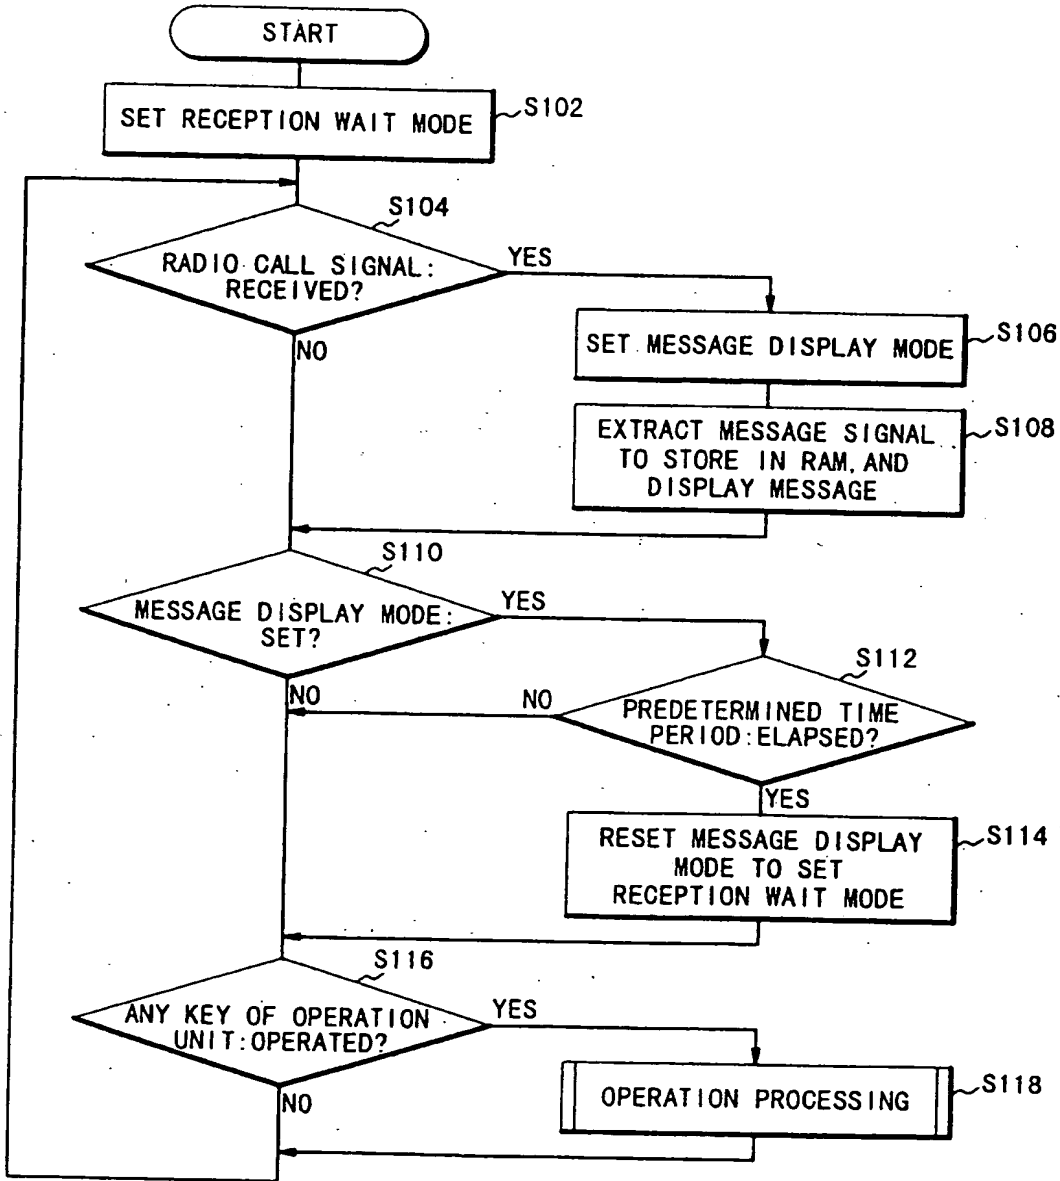 START
SET RECEPTION WAIT MODE
S102
S104
RADIO CALL SIGNAL:
RECEIVED?
YES
NO
SET MESSAGE DISPLAY MODE
S106
EXTRACT MESSAGE SIGNAL
TO STORE IN RAM, AND
DISPLAY MESSAGE
S108
S110
MESSAGE DISPLAY MODE:
SET?
YES
NO
S112
PREDETERMINED TIME
PERIOD:ELAPSED?
NO
YES
RESET MESSAGE DISPLAY
MODE TO SET
RECEPTION WAIT MODE
S114
S116
ANY KEY OF OPERATION
UNIT:OPERATED?
YES
NO
OPERATION PROCESSING
S118